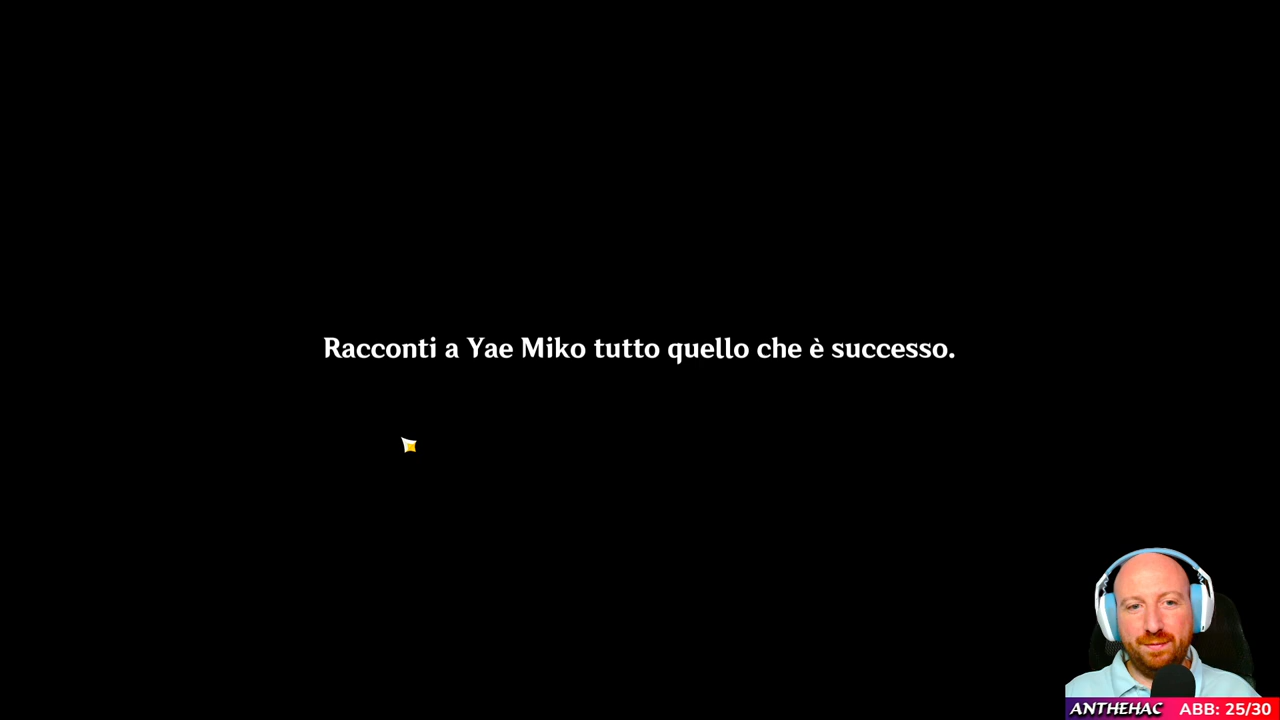 Racconti a Yae Miko tutto quello che è successo.
ANTHEHAC ABB: 25/30